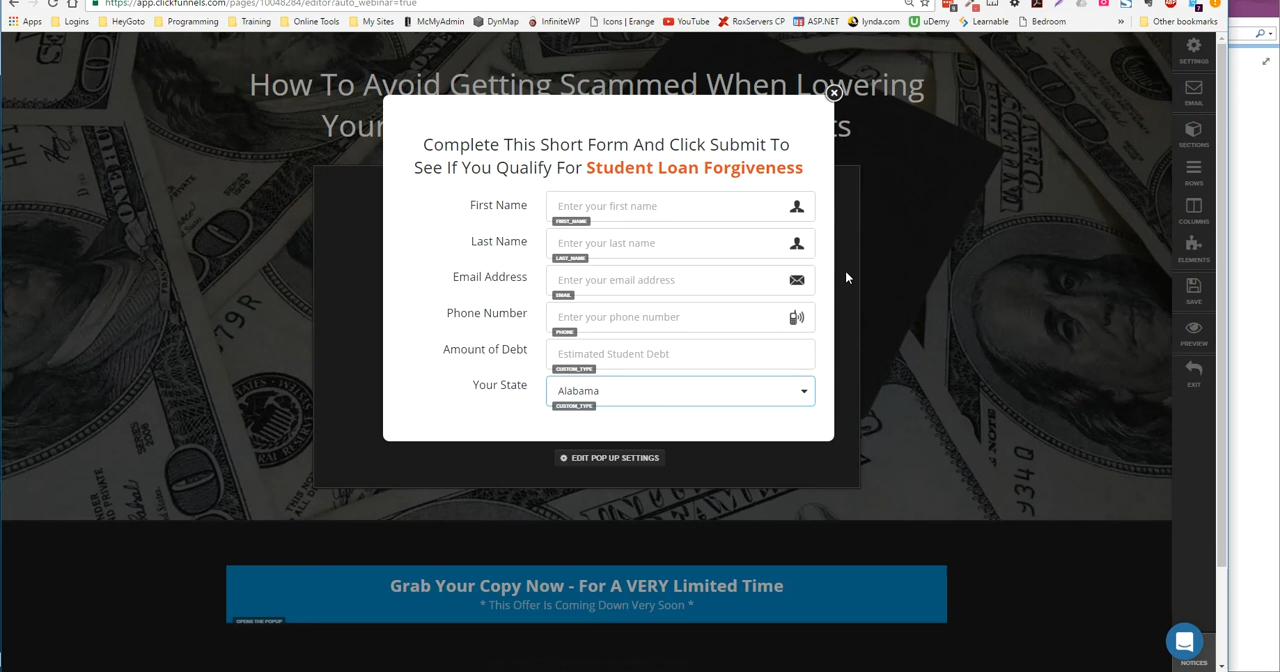 https://app.clickfunnels.com/pages/10048284/editor?auto_webinar=true
Apps Logins HeyGoto Programming Training Online Tools My Sites McMyAdmin DynMap InfiniteWP Icons | Erange YouTube RoxServers CP ASP.NET lynda.com uDemy Learnable Bedroom » Other bookmarks
How To Avoid Getting Scammed When Lowering
Your
ts
Complete This Short Form And Click Submit To
See If You Qualify For Student Loan Forgiveness
First Name Enter your first name
FIRST_NAME
Last Name Enter your last name
LAST_NAME
Email Address Enter your email address
EMAIL
Phone Number Enter your phone number
PHONE
Amount of Debt Estimated Student Debt
CUSTOM_TYPE
Your State Alabama
CUSTOM_TYPE
EDIT POP UP SETTINGS
Grab Your Copy Now - For A VERY Limited Time
* This Offer Is Coming Down Very Soon *
OPENS THE POPUP
SETTINGS
EMAIL
SECTIONS
ROWS
COLUMNS
ELEMENTS
SAVE
PREVIEW
EXIT
NOTICES